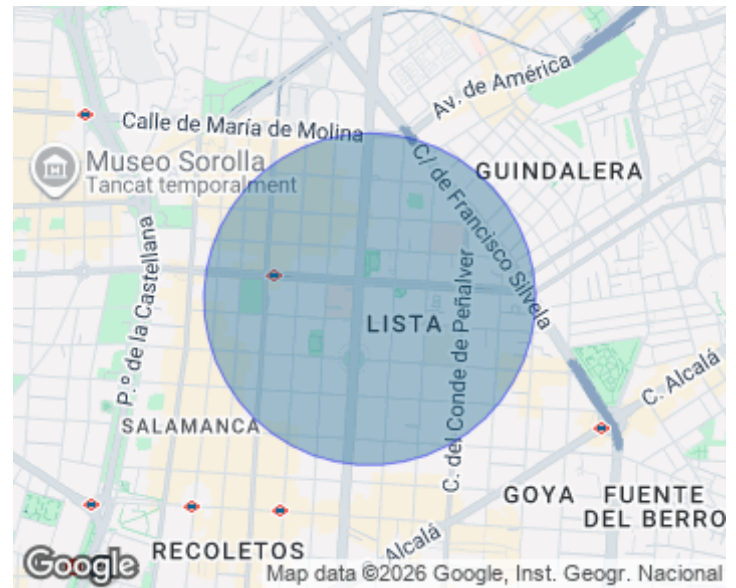 Av. de América
Calle de María de Molina
Museo Sorolla
Tancat temporalment
C/ de Francisco Silvela
GUINDALERA
P.º de la Castellana
LISTA
C. del Conde de Peñalver
C. Alcalá
SALAMANCA
GOYA
FUENTE
DEL BERRO
Alcalá
RECOLETOS
Google
Map data ©2026 Google, Inst. Geogr. Nacional